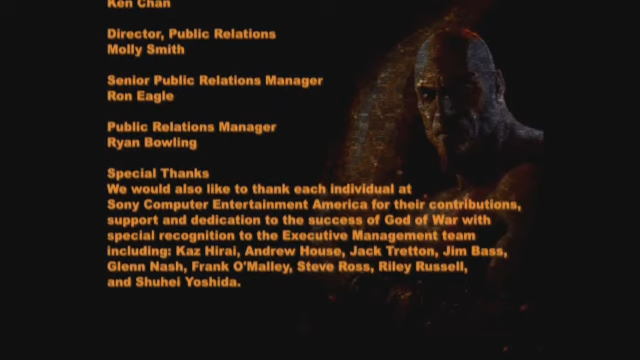 Ken Chan
Director, Public Relations
Molly Smith
Senior Public Relations Manager
Ron Eagle
Public Relations Manager
Ryan Bowling
Special Thanks
We would also like to thank each individual at
Sony Computer Entertainment America for their contributions,
support and dedication to the success of God of War with
special recognition to the Executive Management team
including: Kaz Hirai, Andrew House, Jack Tretton, Jim Bass,
Glenn Nash, Frank O'Malley, Steve Ross, Riley Russell,
and Shuhei Yoshida.